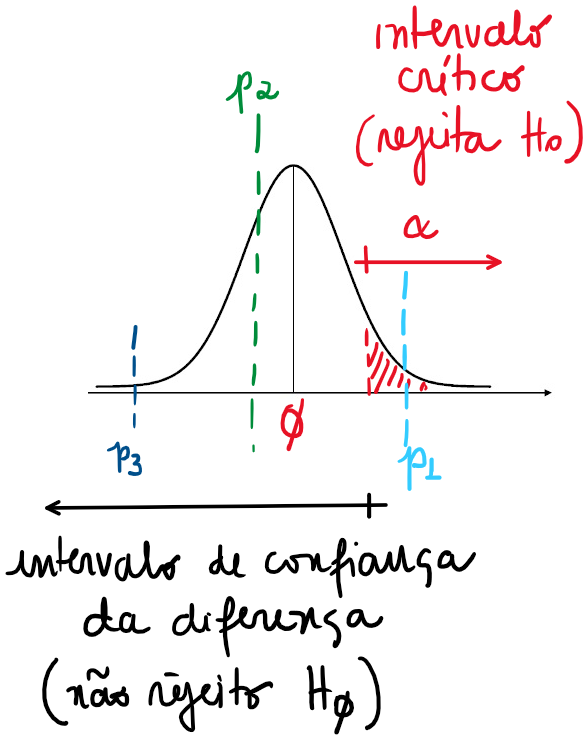 intervalo
crítico
(rejeita H0)
p2
α
ϕ
p3
p1
intervalo de confiança
da diferença
(não rejeito Hϕ)